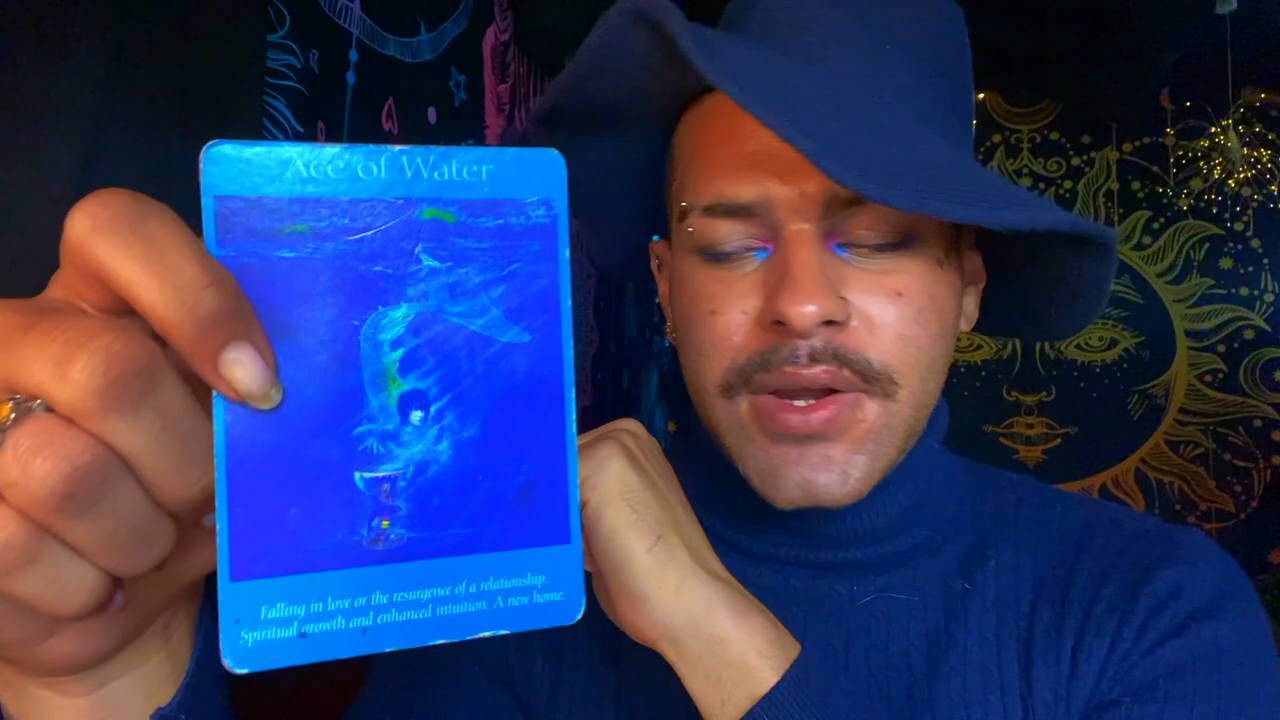 Ace of Water
Falling in love or the resurgence of a relationship.
Spiritual growth and enhanced intuition. A new home.